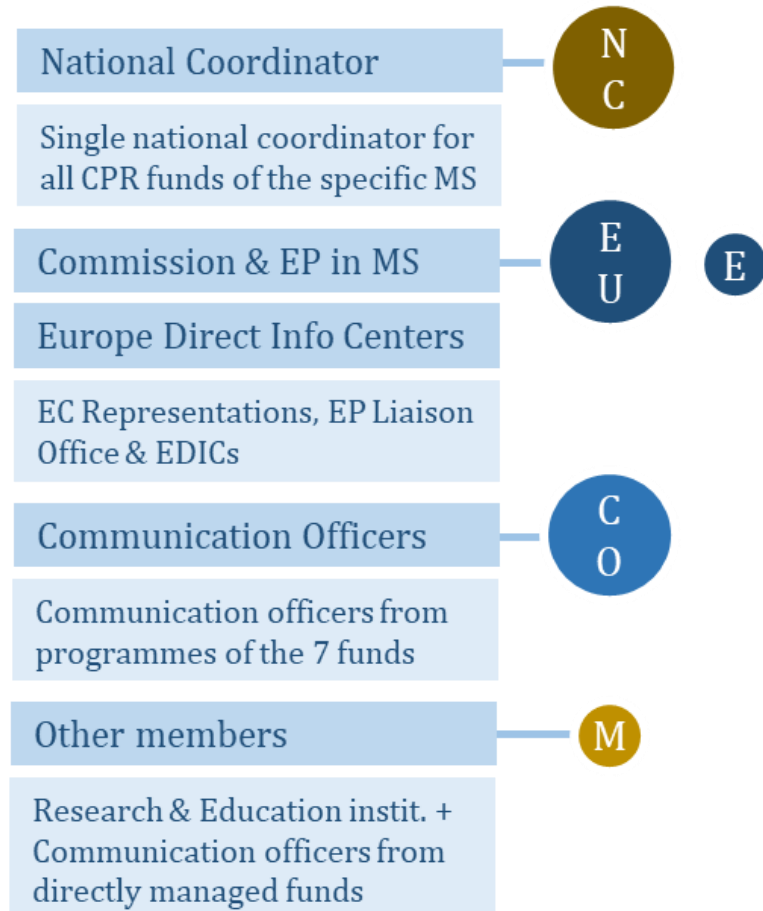 National Coordinator
N
C
Single national coordinator for
all CPR funds of the specific MS
Commission & EP in MS
E
U
E
Europe Direct Info Centers
EC Representations, EP Liaison
Office & EDICs
Communication Officers
C
O
Communication officers from
programmes of the 7 funds
Other members
M
Research & Education instit. +
Communication officers from
directly managed funds